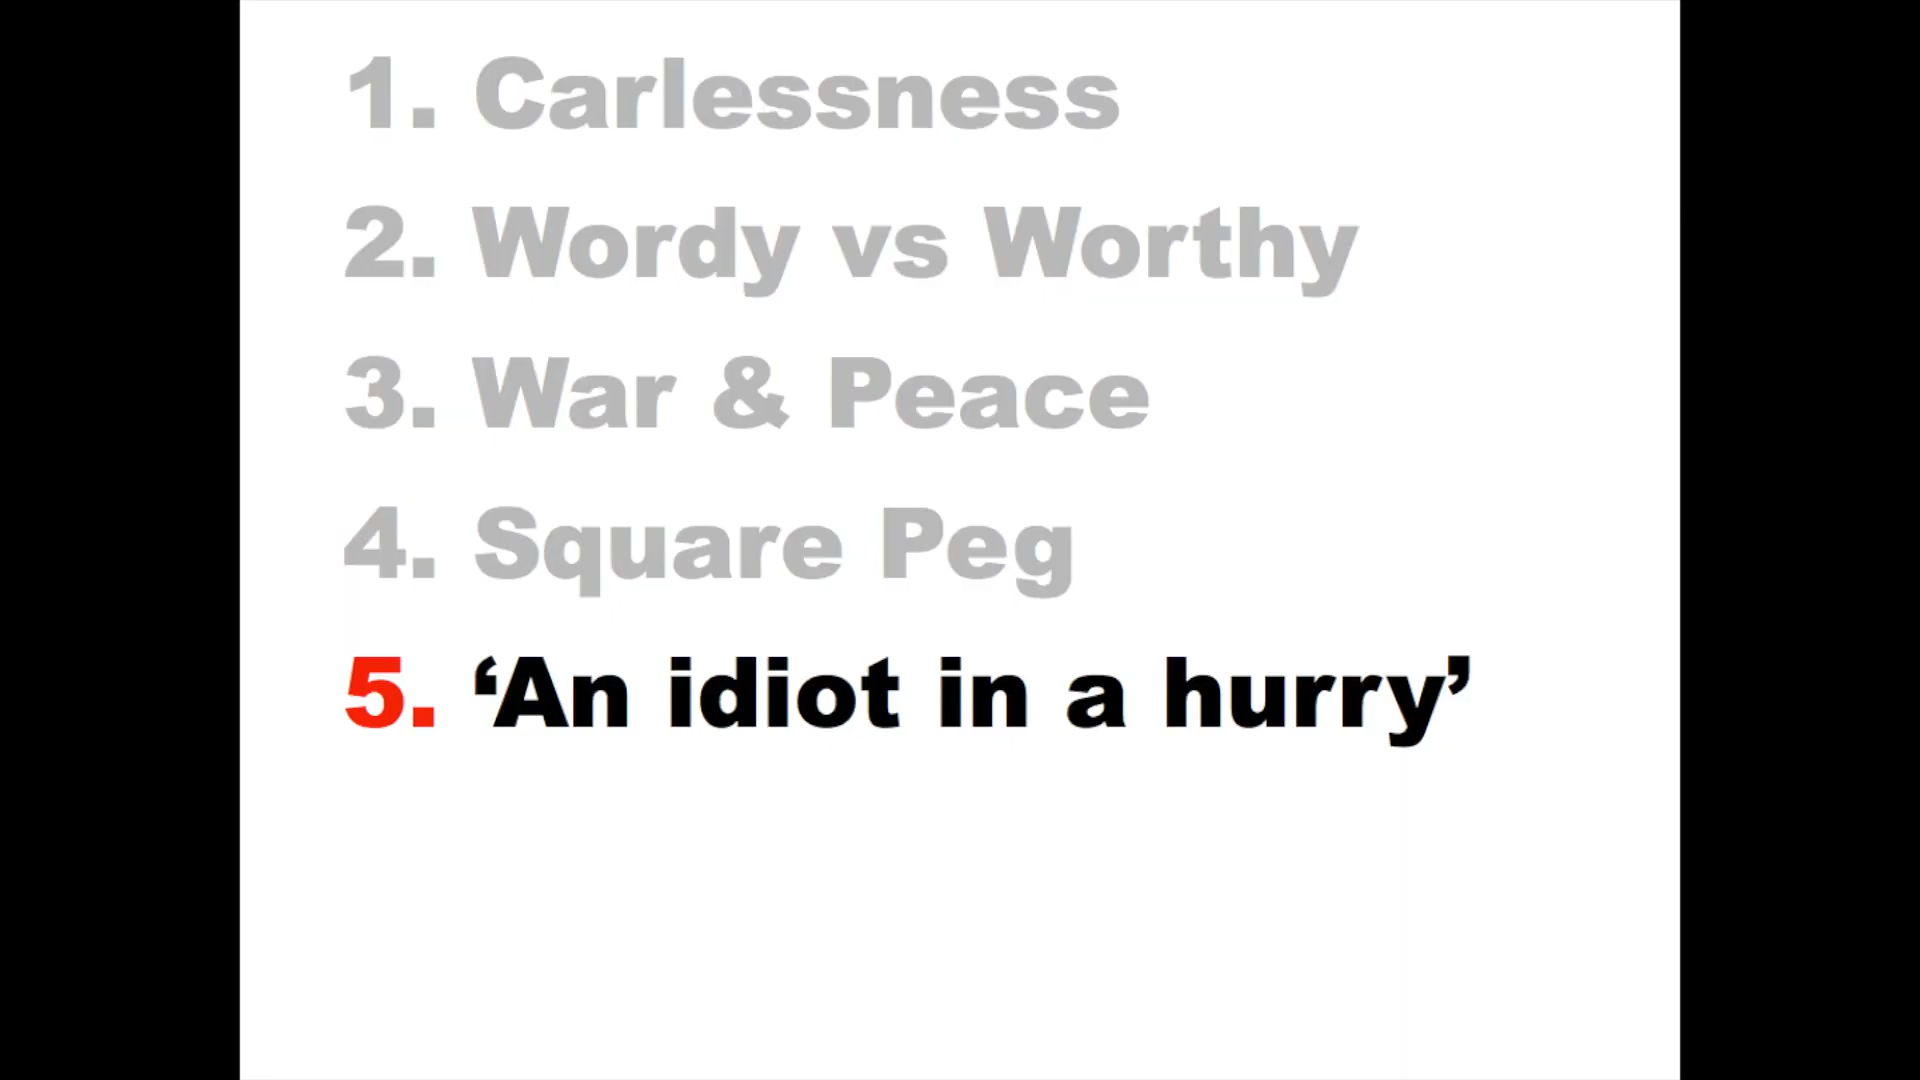 1. Carlessness
2. Wordy vs Worthy
3. War & Peace
4. Square Peg
5. ‘An idiot in a hurry’